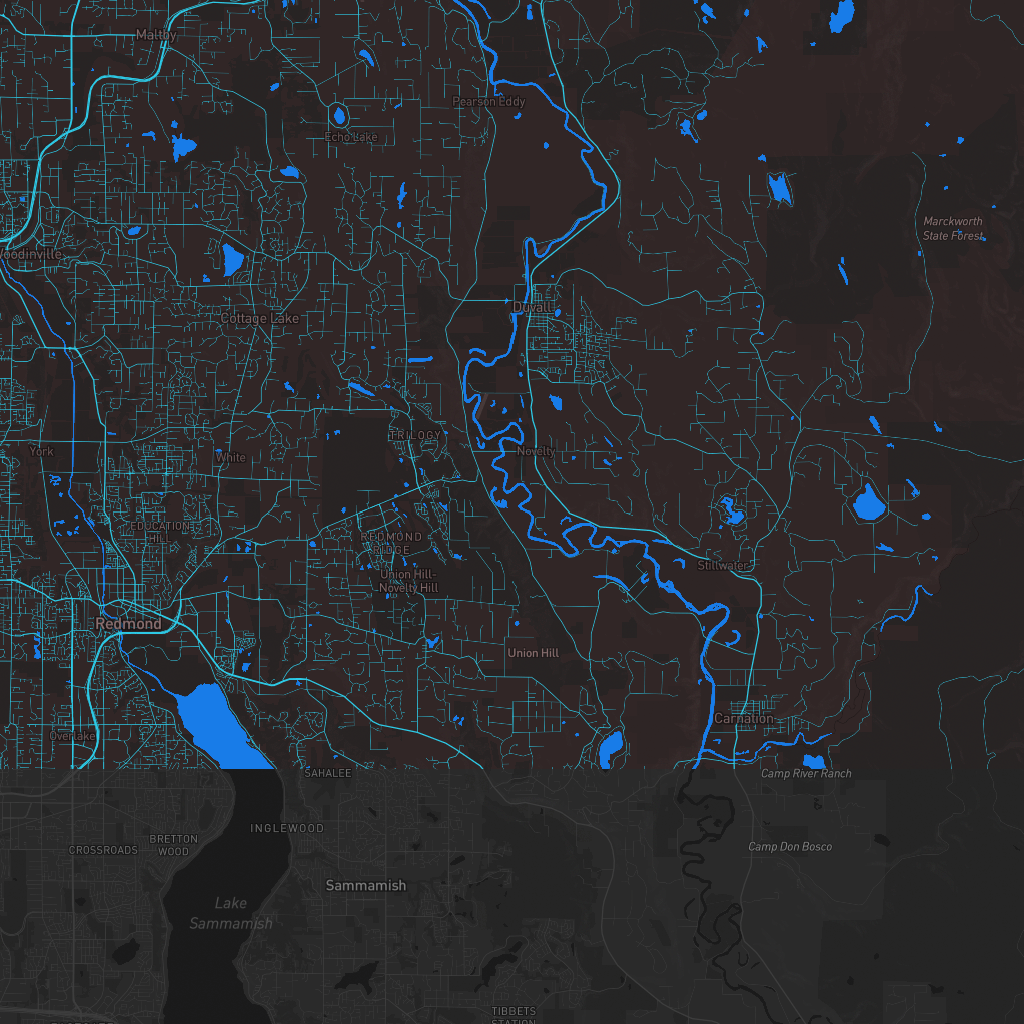 Maltby
Pearson Eddy
Echo Lake
Marckworth
State Forest
Woodinville
Duvall
Cottage Lake
TRILOGY
York
White
Novelty
EDUCATION
HILL
REDMOND
RIDGE
Stillwater
Union Hill-
Novelty Hill
Redmond
Union Hill
Carnation
Overlake
SAHALEE
Camp River Ranch
INGLEWOOD
BRETTON
WOOD
CROSSROADS
Camp Don Bosco
Sammamish
Lake
Sammamish
TIBBETS
STATION